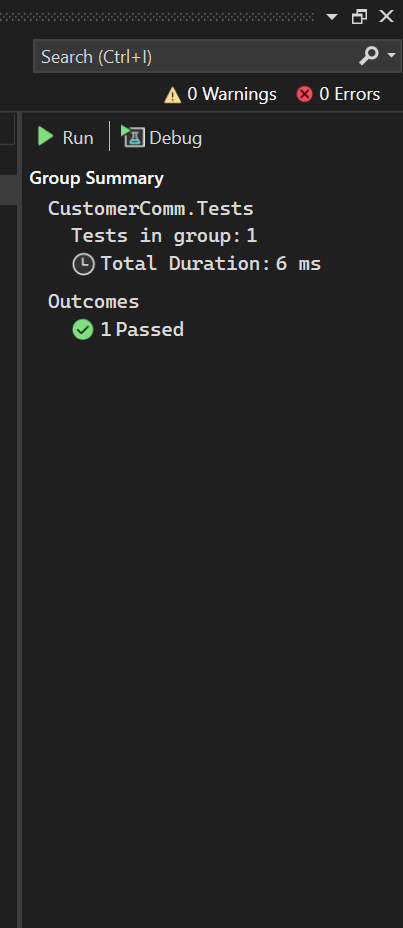 Search (Ctrl+I)
0 Warnings 0 Errors
Run Debug
Group Summary
CustomerComm.Tests
Tests in group: 1
Total Duration: 6 ms
Outcomes
1 Passed